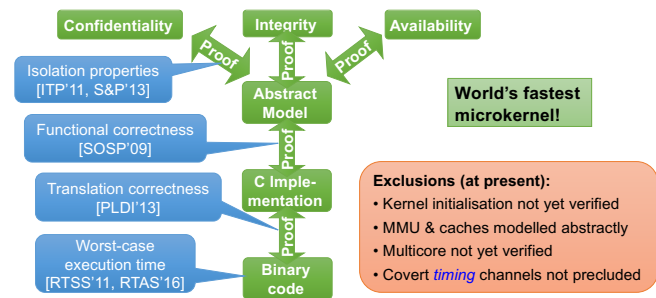 Confidentiality
Integrity
Availability
Proof
Proof
Proof
Isolation properties
[ITP'11, S&P'13]
Abstract
Model
World's fastest
microkernel!
Functional correctness
[SOSP'09]
Proof
C Imple-
mentation
Translation correctness
[PLDI'13]
Proof
Worst-case
execution time
[RTSS'11, RTAS'16]
Binary
code
Exclusions (at present):
• Kernel initialisation not yet verified
• MMU & caches modelled abstractly
• Multicore not yet verified
• Covert timing channels not precluded